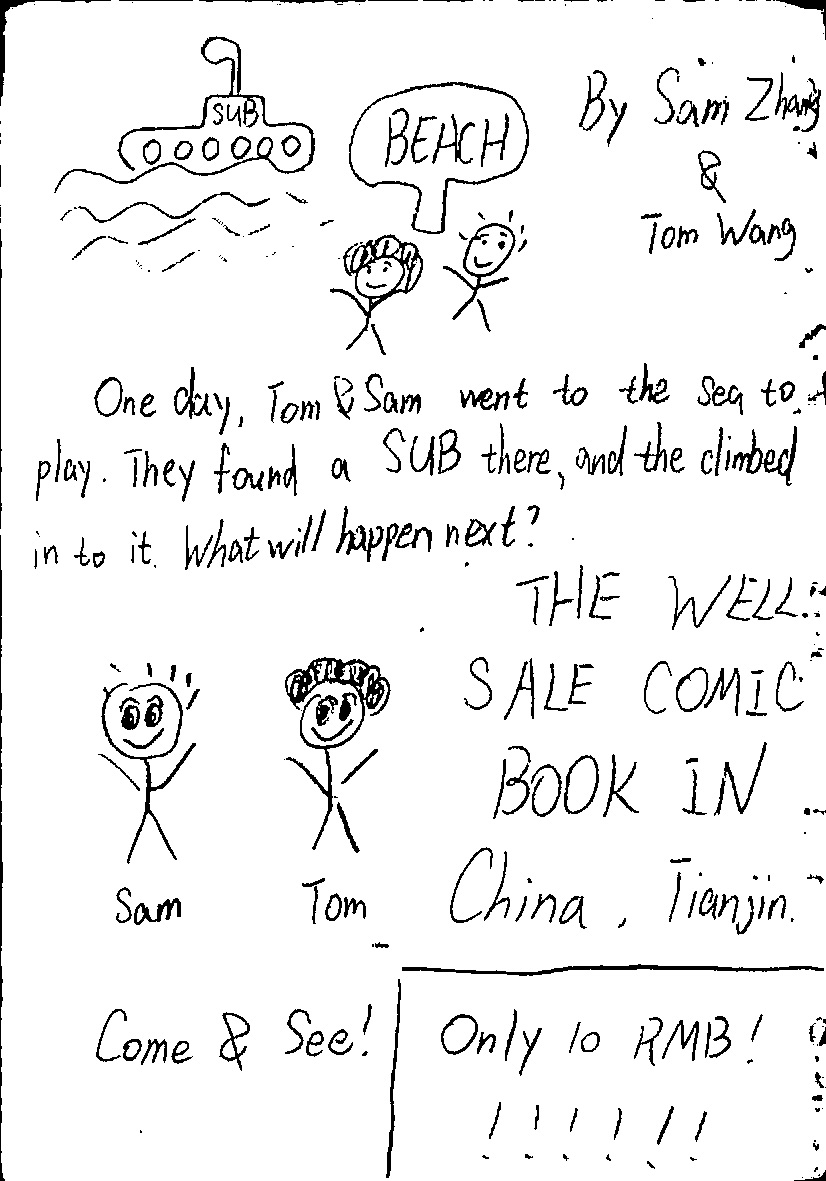 SUB
BEACH
By Sam Zhang
&
Tom Wang
One day, Tom & Sam went to the sea to
play. They found a SUB there, and the climbed
in to it. What will happen next?
THE WELL
SALE COMIC
BOOK IN
China, Tianjin.
Sam
Tom
Come & See!
Only 10 RMB!
! ! ! ! ! !